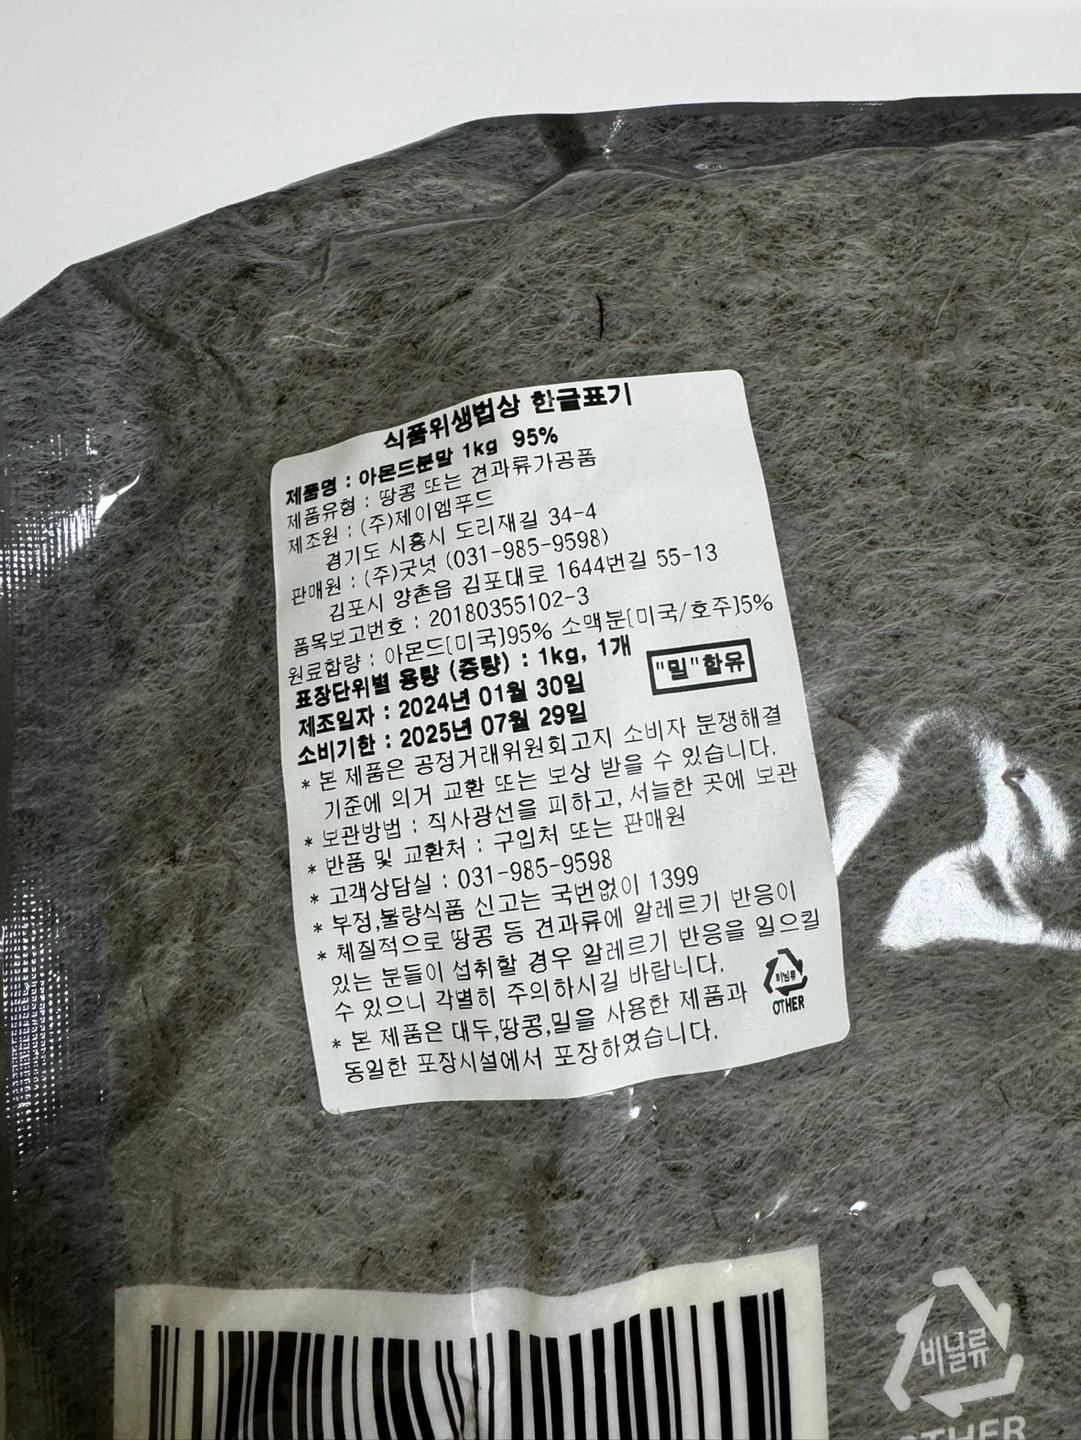 식품위생법상 한글표기
제품명 : 아몬드분말 1kg 95%
제품유형 : 땅콩 또는 견과류가공품
제조원 : (주)제이엠푸드
경기도 시흥시 도리재길 34-4
판매원 : (주)굿넛 (031-985-9598)
김포시 양촌읍 김포대로 1644번길 55-13
품목보고번호 : 20180355102-3
원료함량 : 아몬드[미국]95% 소맥분[미국/호주]5%
표장단위별 용량 (중량) : 1kg, 1개
"밀"함유
제조일자 : 2024년 01월 30일
소비기한 : 2025년 07월 29일
* 본 제품은 공정거래위원회고지 소비자 분쟁해결
기준에 의거 교환 또는 보상 받을 수 있습니다.
* 보관방법 : 직사광선을 피하고, 서늘한 곳에 보관
* 반품 및 교환처 : 구입처 또는 판매원
* 고객상담실 : 031-985-9598
* 부정,불량식품 신고는 국번없이 1399
* 체질적으로 땅콩 등 견과류에 알레르기 반응이
있는 분들이 섭취할 경우 알레르기 반응을 일으킬
수 있으니 각별히 주의하시길 바랍니다.
* 본 제품은 대두,땅콩,밀을 사용한 제품과
동일한 포장시설에서 포장하였습니다.
비닐류
OTHER
비닐류
OTHER